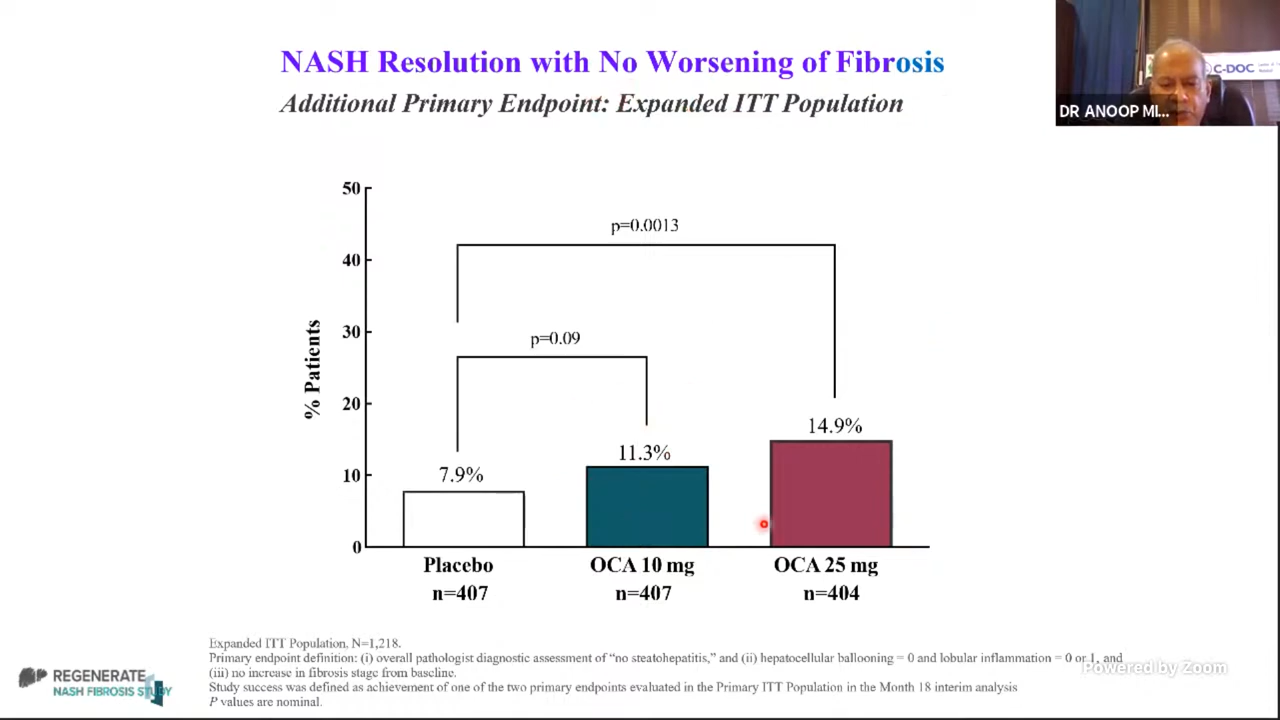 NASH Resolution with No Worsening of Fibrosis
Additional Primary Endpoint: Expanded ITT Population
C-DOC
DR ANOOP MI...
50
40
30
20
10
0
% Patients
p=0.0013
p=0.09
7.9%
11.3%
14.9%
Placebo
n=407
OCA 10 mg
n=407
OCA 25 mg
n=404
Expanded ITT Population, N=1,218.
Primary endpoint definition: (i) overall pathologist diagnostic assessment of “no steatohepatitis,” and (ii) hepatocellular ballooning = 0 and lobular inflammation = 0 or 1, and
(iii) no increase in fibrosis stage from baseline.
Study success was defined as achievement of one of the two primary endpoints evaluated in the Primary ITT Population in the Month 18 interim analysis
P values are nominal.
REGENERATE
NASH FIBROSIS STUDY
Powered by Zoom